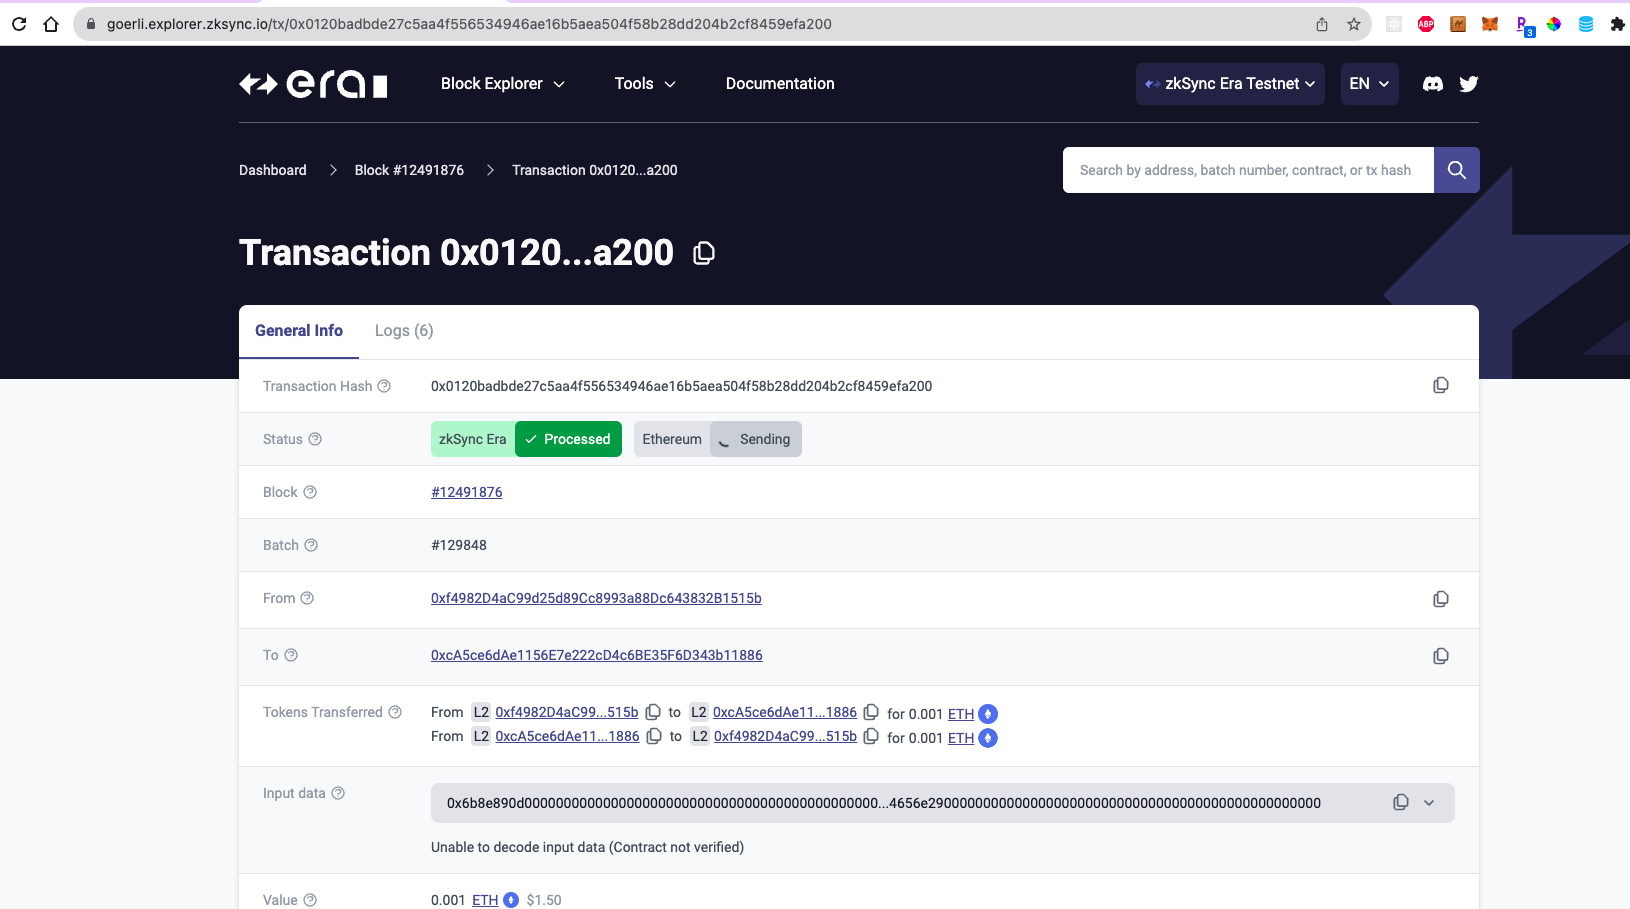 goerli.explorer.zksync.io/tx/0x0120badbde27c5aa4f556534946ae16b5aea504f58b28dd204b2cf8459efa200
ABP
3
era
Block Explorer
Tools
Documentation
zkSync Era Testnet
EN
Dashboard
Block #12491876
Transaction 0x0120...a200
Search by address, batch number, contract, or tx hash
Transaction 0x0120...a200
General Info
Logs (6)
Transaction Hash
0x0120badbde27c5aa4f556534946ae16b5aea504f58b28dd204b2cf8459efa200
Status
zkSync Era
Processed
Ethereum
Sending
Block
#12491876
Batch
#129848
From
0xf4982D4aC99d25d89Cc8993a88Dc643832B1515b
To
0xcA5ce6dAe1156E7e222cD4c6BE35F6D343b11886
Tokens Transferred
From L2 0xf4982D4aC99...515b to L2 0xcA5ce6dAe11...1886 for 0.001 ETH
From L2 0xcA5ce6dAe11...1886 to L2 0xf4982D4aC99...515b for 0.001 ETH
Input data
0x6b8e890d00000000000000000000000000000000000000000000...4656e29000000000000000000000000000000000000000000000000
Unable to decode input data (Contract not verified)
Value
0.001 ETH $1.50